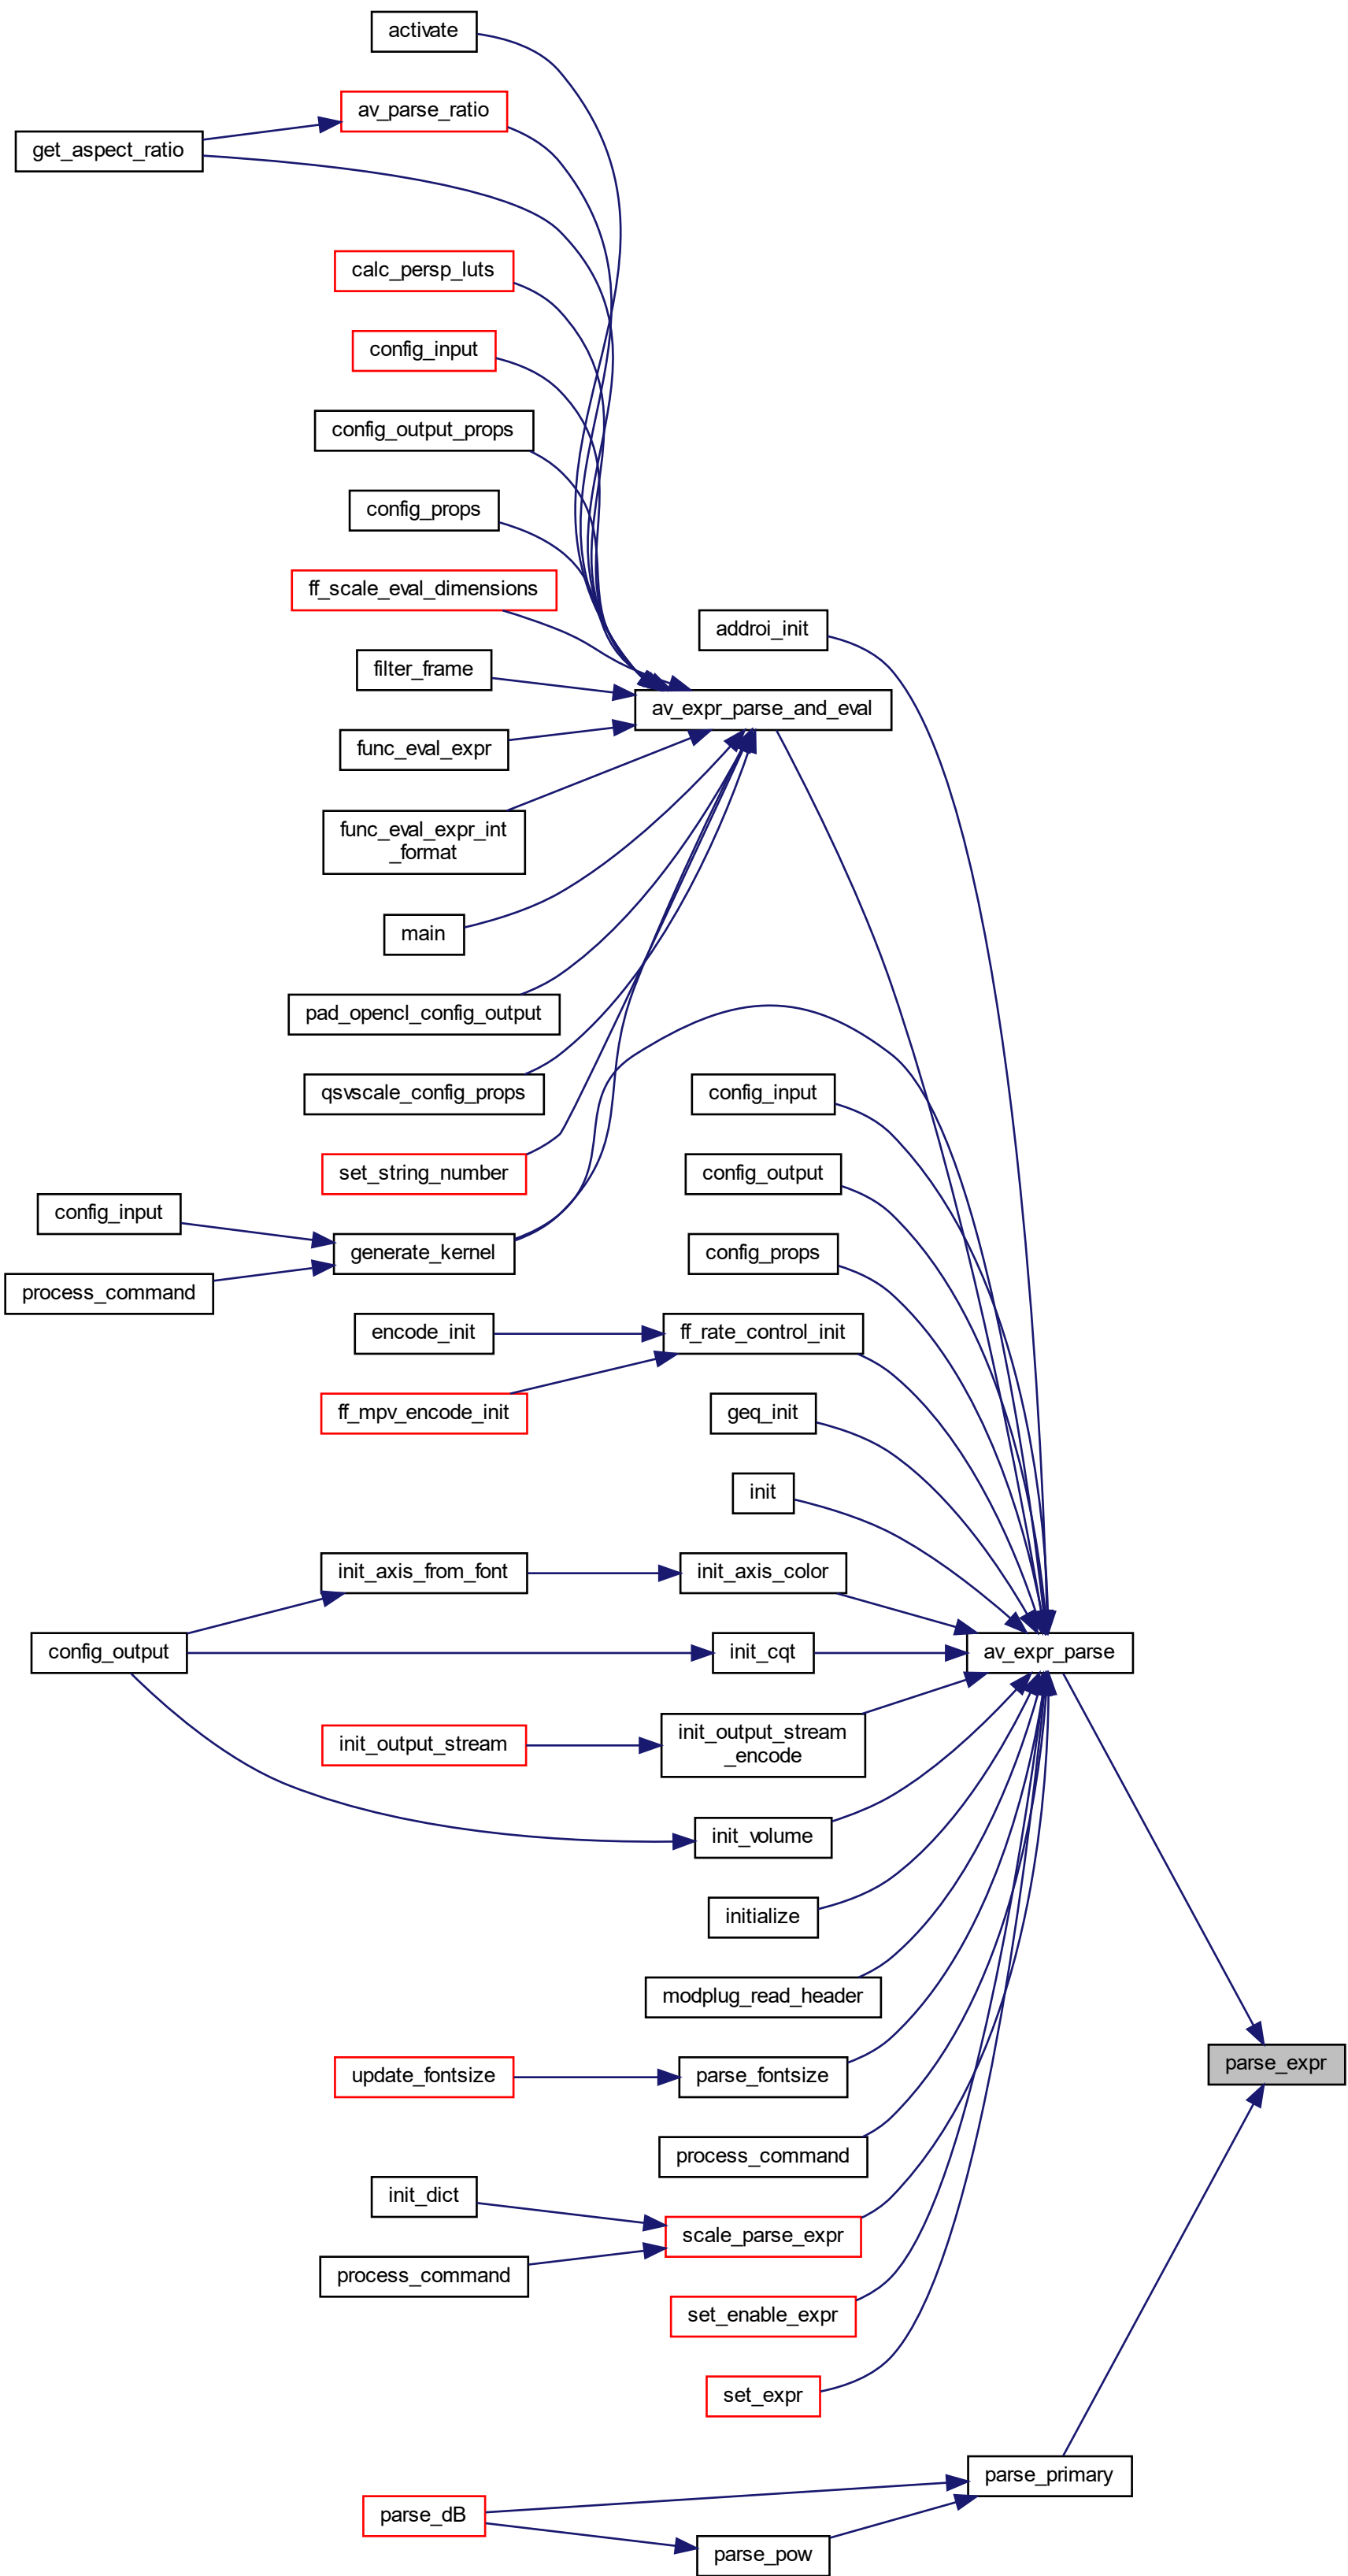 activate
av_parse_ratio
get_aspect_ratio
calc_persp_luts
config_input
config_output_props
config_props
ff_scale_eval_dimensions
addroi_init
filter_frame
av_expr_parse_and_eval
func_eval_expr
func_eval_expr_int
_format
main
pad_opencl_config_output
qsvscale_config_props
config_input
set_string_number
config_output
config_input
generate_kernel
config_props
process_command
encode_init
ff_rate_control_init
ff_mpv_encode_init
geq_init
init
init_axis_from_font
init_axis_color
config_output
init_cqt
av_expr_parse
init_output_stream
init_output_stream
_encode
init_volume
initialize
modplug_read_header
parse_expr
update_fontsize
parse_fontsize
process_command
init_dict
scale_parse_expr
process_command
set_enable_expr
set_expr
parse_primary
parse_dB
parse_pow